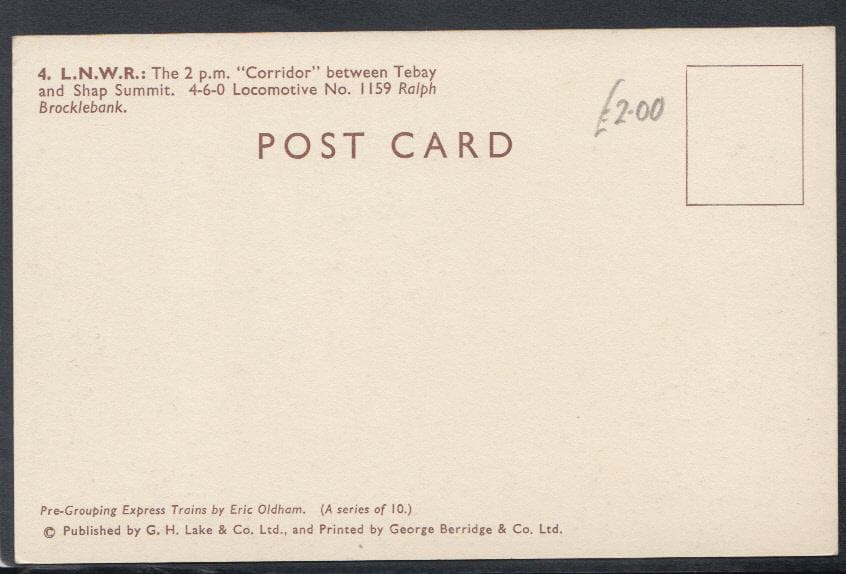 4. L.N.W.R.: The 2 p.m. "Corridor" between Tebay
and Shap Summit. 4-6-0 Locomotive No. 1159 Ralph
Brocklebank.
£2.00
POST CARD
Pre-Grouping Express Trains by Eric Oldham. (A series of 10.)
© Published by G. H. Lake & Co. Ltd., and Printed by George Berridge & Co. Ltd.